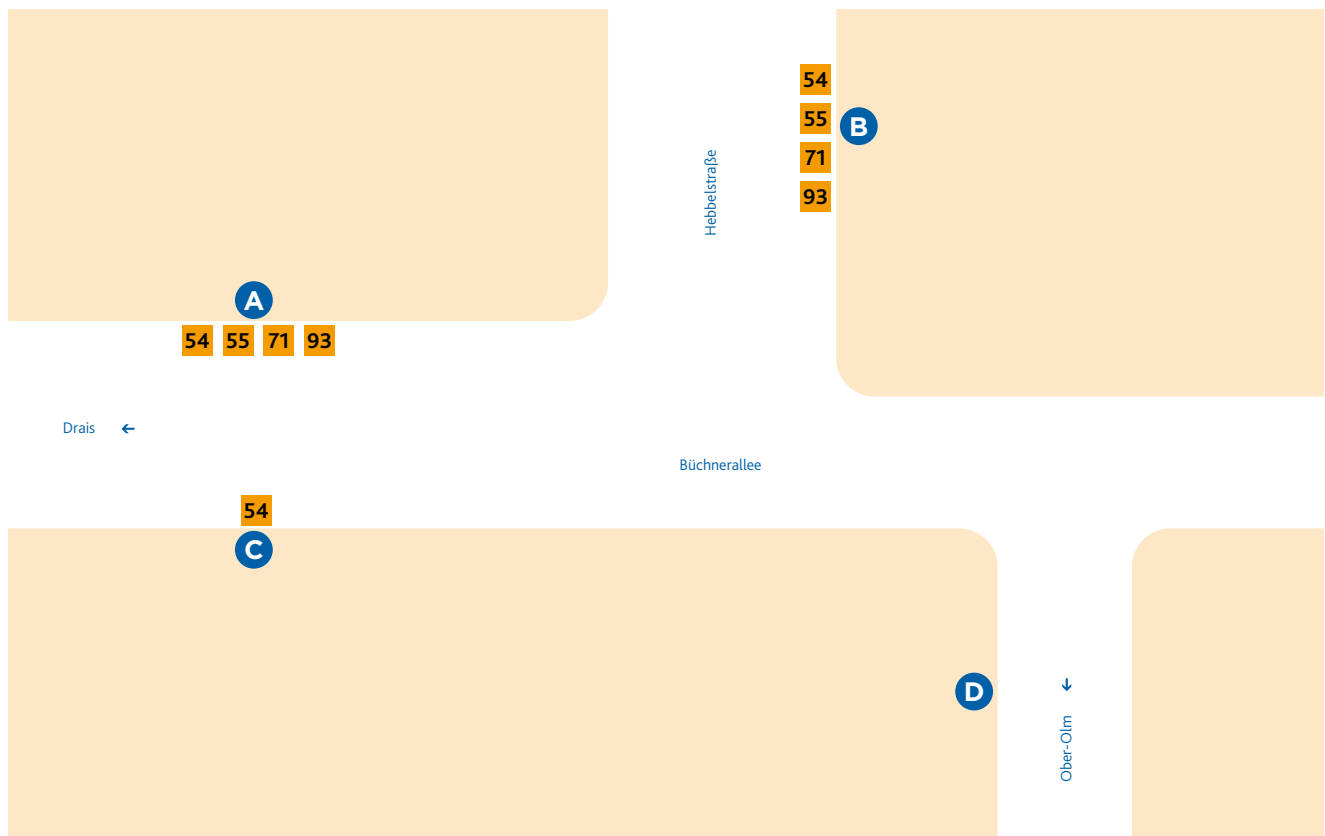 54
55
B
71
93
Hebbelstraße
A
54 55 71 93
Drais ←
Büchnerallee
54
C
D
Ober-Olm ←